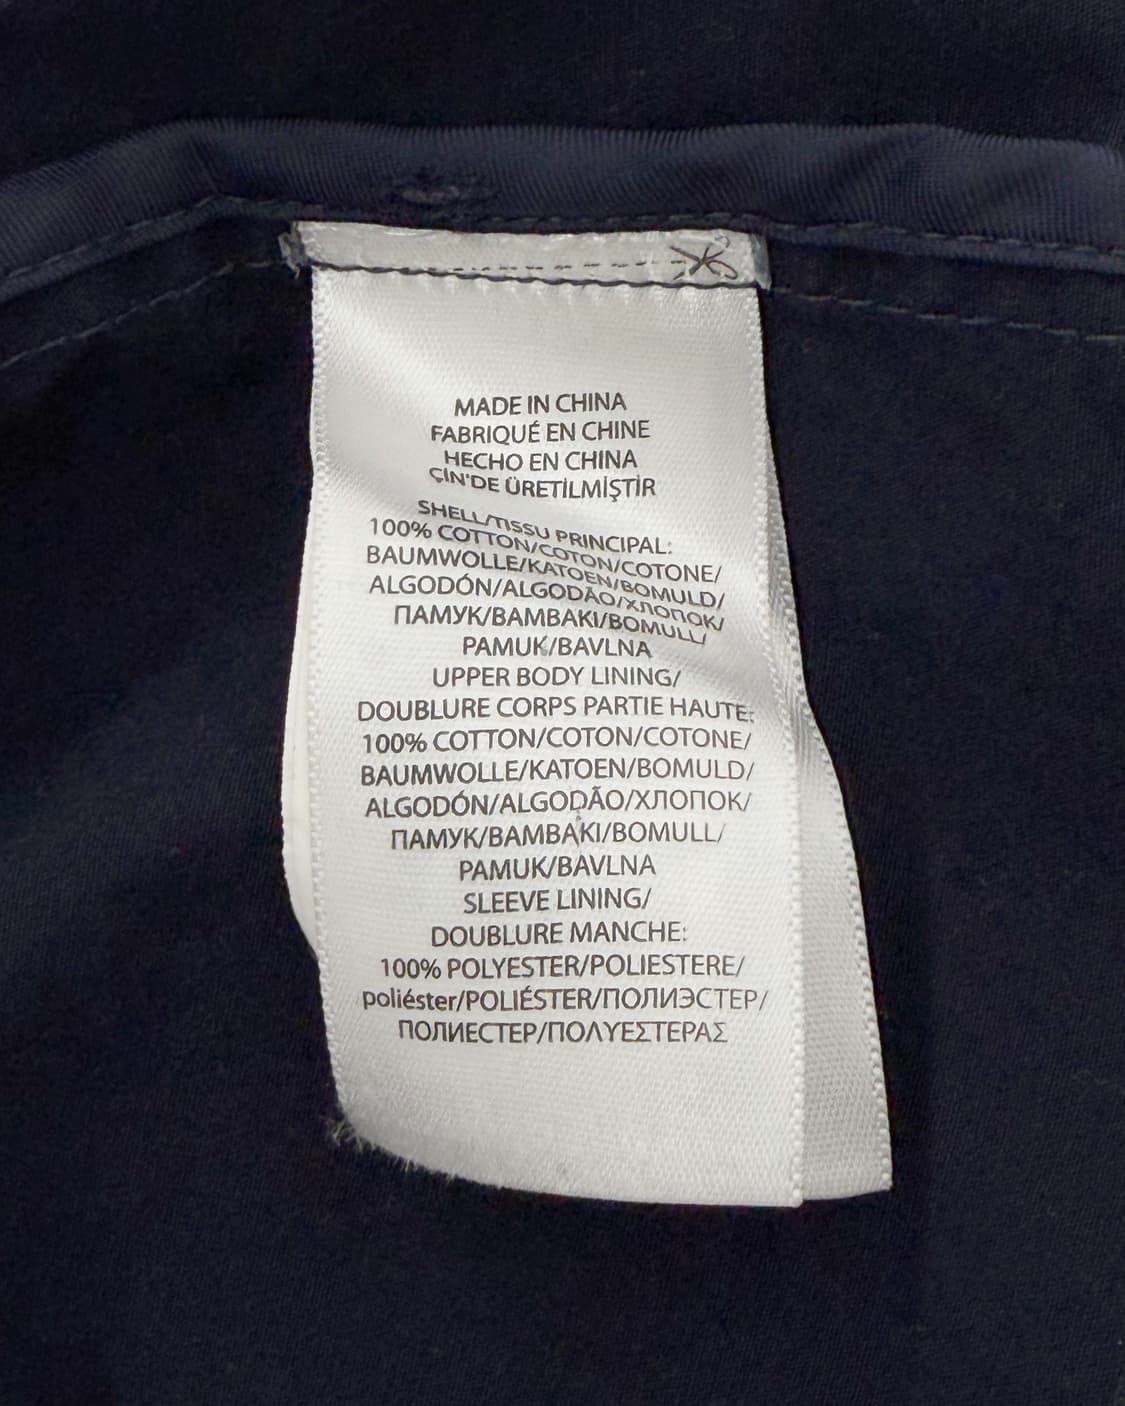 MADE IN CHINA
FABRIQUÉ EN CHINE
HECHO EN CHINA
ÇİN'DE ÜRETİLMİŞTİR
SHELL/TISSU PRINCIPAL:
100% COTTON/COTON/COTONE/
BAUMWOLLE/KATOEN/BOMULD/
ALGODÓN/ALGODÃO/ХЛОПОК/
ПАМУК/ΒΑΜΒΑΚΙ/BOMULL/
PAMUK/BAVLNA
UPPER BODY LINING/
DOUBLURE CORPS PARTIE HAUTE:
100% COTTON/COTON/COTONE/
BAUMWOLLE/KATOEN/BOMULD/
ALGODÓN/ALGODÃO/ХЛОПОК/
ПАМУК/ΒΑΜΒΑΚΙ/BOMULL/
PAMUK/BAVLNA
SLEEVE LINING/
DOUBLURE MANCHE:
100% POLYESTER/POLIESTERE/
poliéster/POLIÉSTER/ПОЛИЭСТЕР/
ПОЛИЕСТЕР/ΠΟΛΥΕΣΤΕΡΑΣ